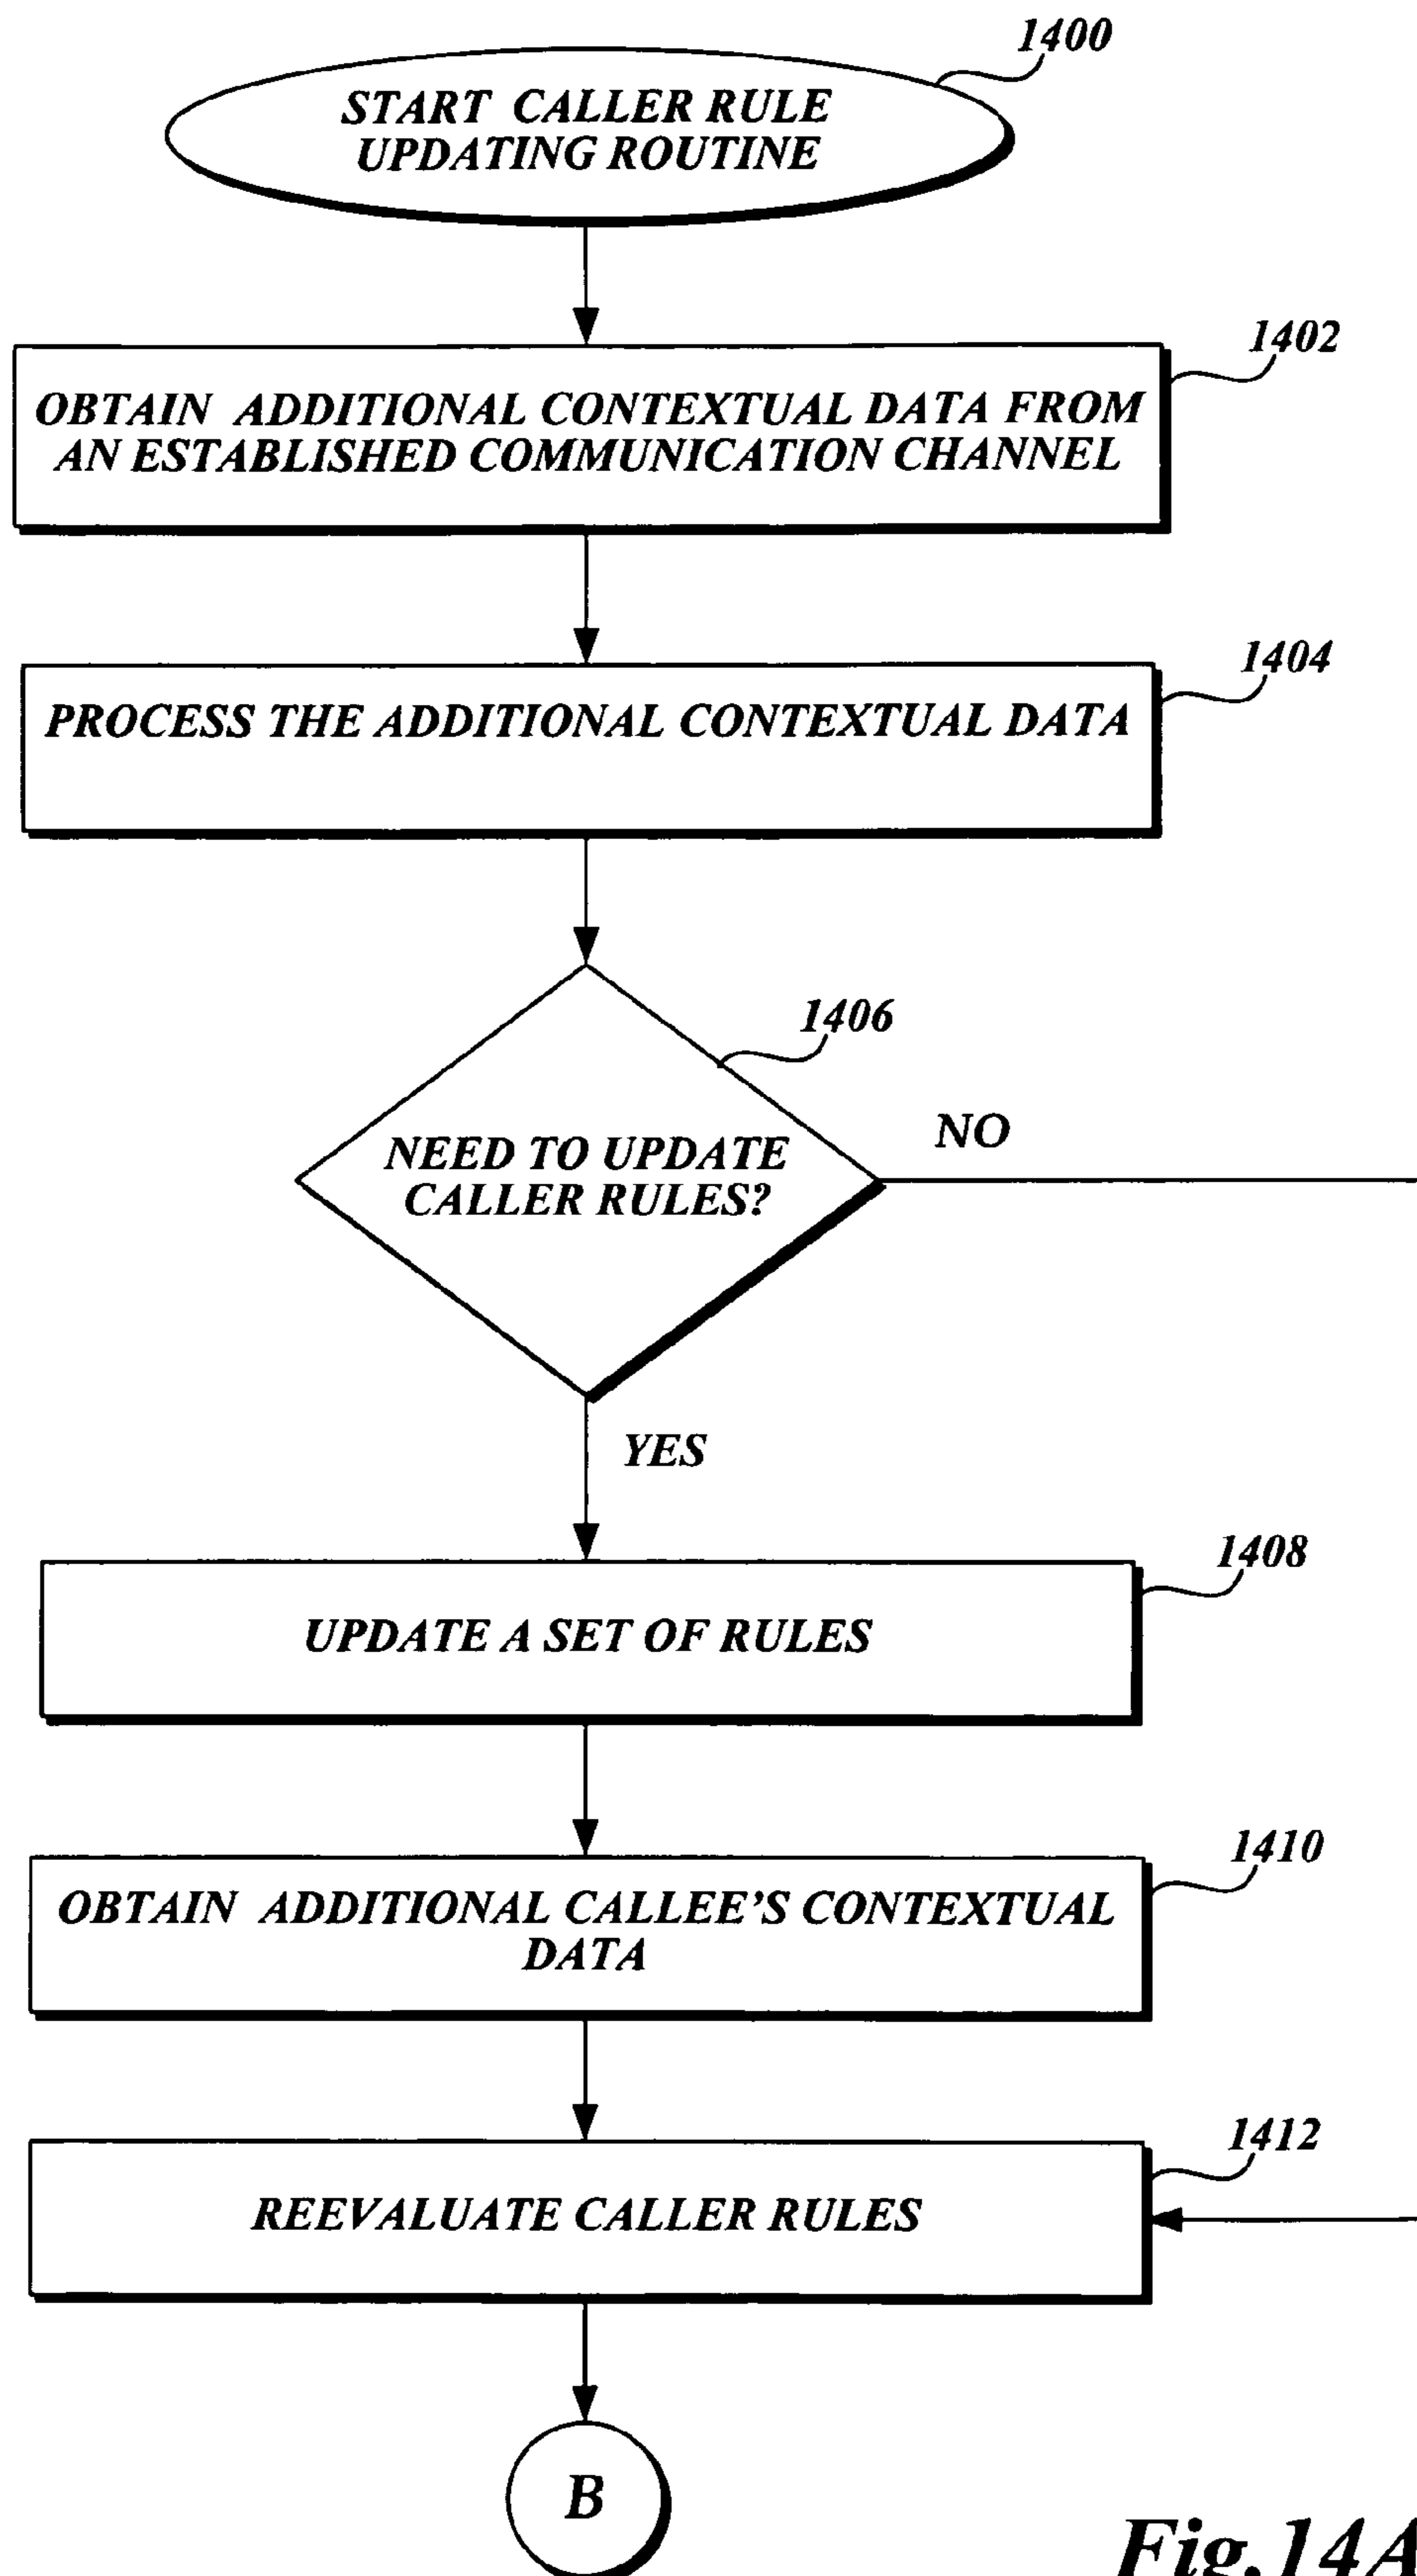 1400
START CALLER RULE
UPDATING ROUTINE
1402
OBTAIN ADDITIONAL CONTEXTUAL DATA FROM
AN ESTABLISHED COMMUNICATION CHANNEL
1404
PROCESS THE ADDITIONAL CONTEXTUAL DATA
1406
NEED TO UPDATE
CALLER RULES?
NO
YES
1408
UPDATE A SET OF RULES
1410
OBTAIN ADDITIONAL CALLEE'S CONTEXTUAL
DATA
1412
REEVALUATE CALLER RULES
B
Fig.14A